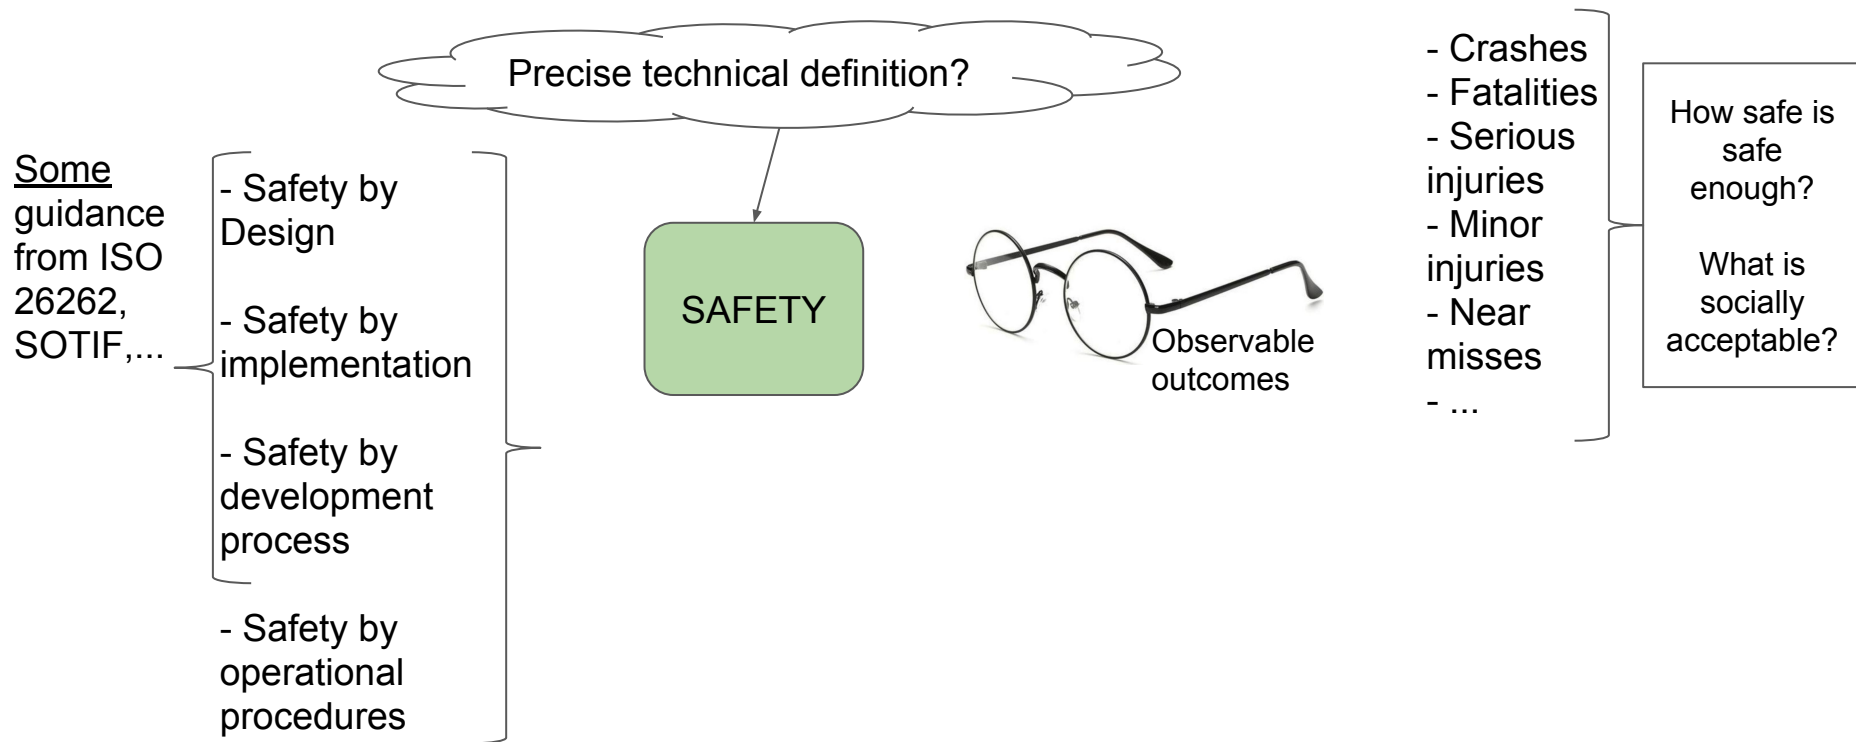 Precise technical definition?
Some
guidance
from ISO
26262,
SOTIF,...
- Safety by
Design
- Safety by
implementation
- Safety by
development
process
- Safety by
operational
procedures
SAFETY
Observable
outcomes
- Crashes
- Fatalities
- Serious
injuries
- Minor
injuries
- Near
misses
- ...
How safe is
safe
enough?
What is
socially
acceptable?